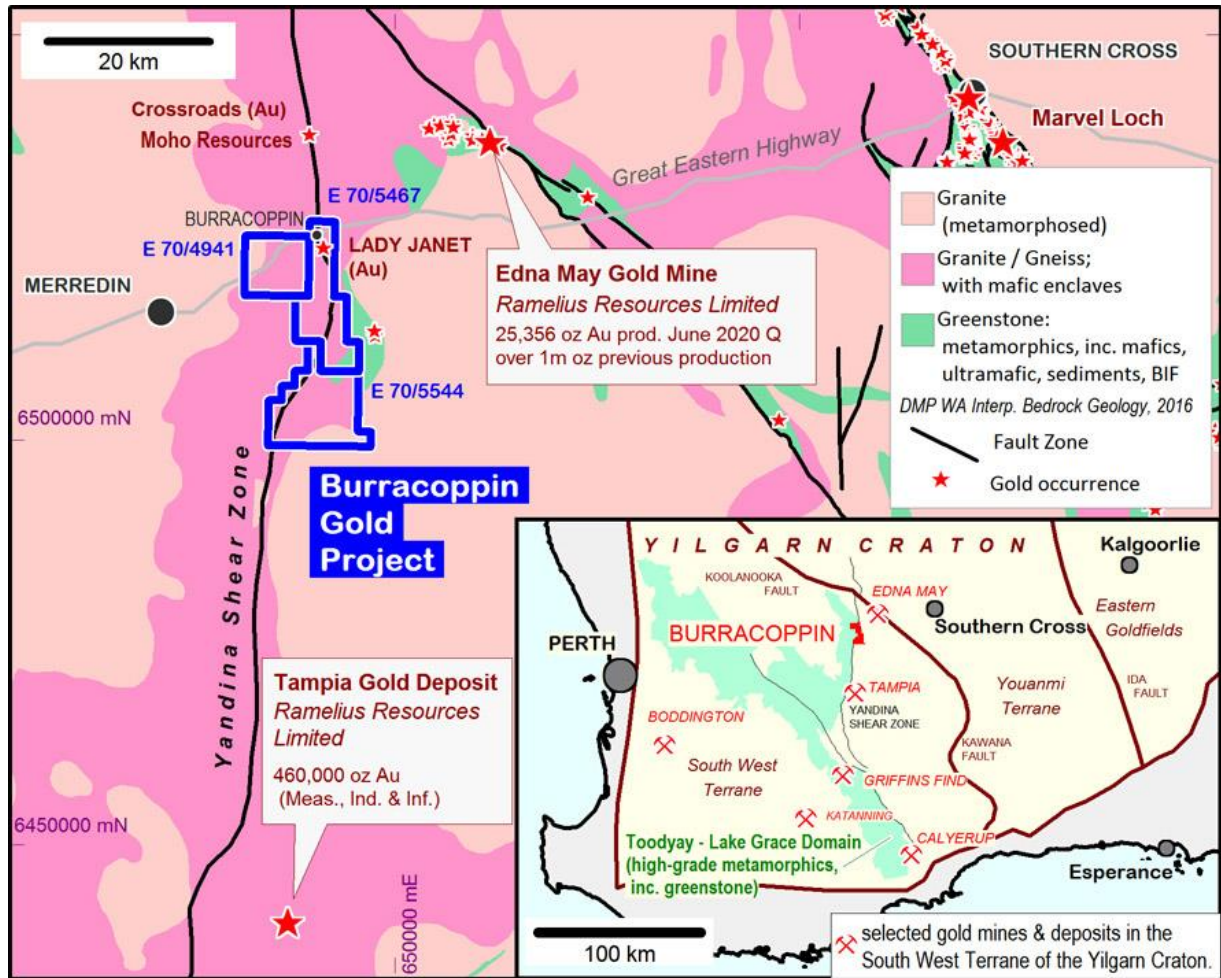 20 km
SOUTHERN CROSS
Crossroads (Au)
Moho Resources
Marvel Loch
Great Eastern Highway
E 70/5467
BURRACOPPIN
E 70/4941
LADY JANET
(Au)
MERREDIN
Edna May Gold Mine
Ramelius Resources Limited
25,356 oz Au prod. June 2020 Q
over 1m oz previous production
Granite
(metamorphosed)
Granite / Gneiss;
with mafic enclaves
Greenstone:
metamorphics, inc. mafics,
ultramafic, sediments, BIF
DMP WA Interp. Bedrock Geology, 2016
Fault Zone
Gold occurrence
E 70/5544
6500000 mN
Burracoppin
Gold
Project
Yandina Shear Zone
Tampia Gold Deposit
Ramelius Resources
Limited
460,000 oz Au
(Meas., Ind. & Inf.)
6450000 mN
650000 mE
YILGARN CRATON
Kalgoorlie
KOOLANOOKA
FAULT
EDNA MAY
Eastern
Goldfields
BURRACOPPIN
Southern Cross
PERTH
TAMPIA
YANDINA
SHEAR ZONE
Youanmi
Terrane
IDA
FAULT
BODDINGTON
KAWANA
FAULT
South West
Terrane
GRIFFINS FIND
KATANNING
CALYERUP
Toodyay - Lake Grace Domain
(high-grade metamorphics,
inc. greenstone)
Esperance
100 km
selected gold mines & deposits in the
South West Terrane of the Yilgarn Craton.